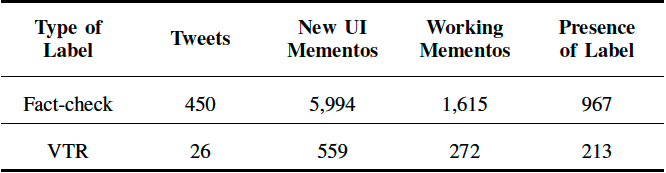 Type of Label Tweets New UI Mementos Working Mementos Presence of Label
Fact-check 450 5,994 1,615 967
VTR 26 559 272 213